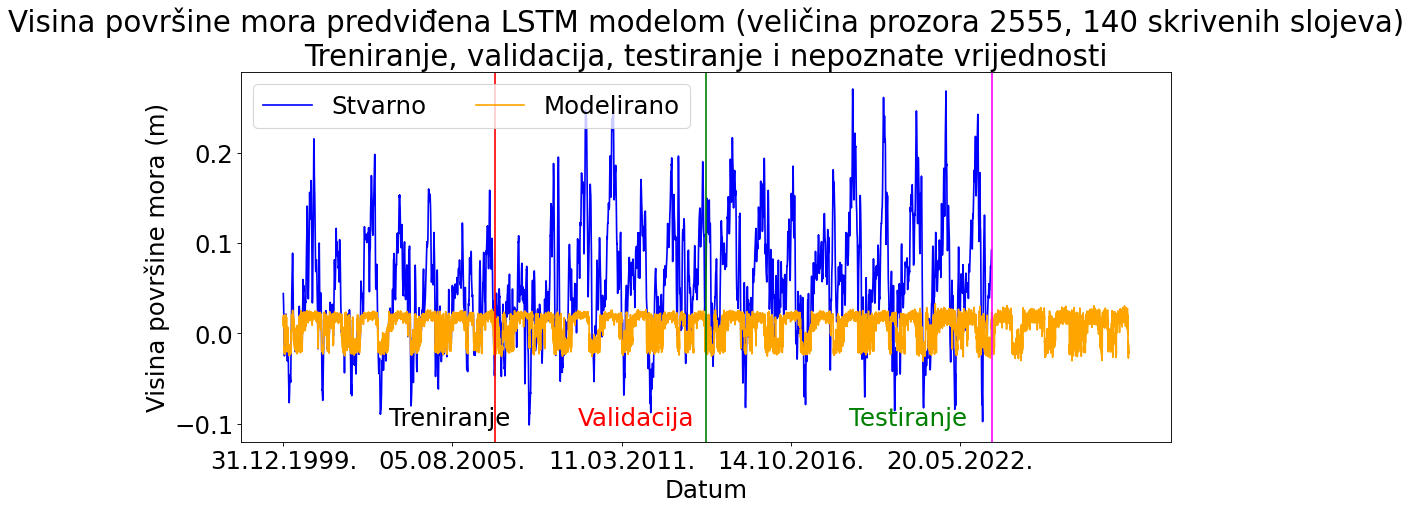 Visina površine mora predviđena LSTM modelom (veličina prozora 2555, 140 skrivenih slojeva)
Treniranje, validacija, testiranje i nepoznate vrijednosti
Stvarno Modelirano
Visina površine mora (m)
0.2
0.1
0.0
−0.1
Treniranje Validacija Testiranje
31.12.1999. 05.08.2005. 11.03.2011. 14.10.2016. 20.05.2022.
Datum